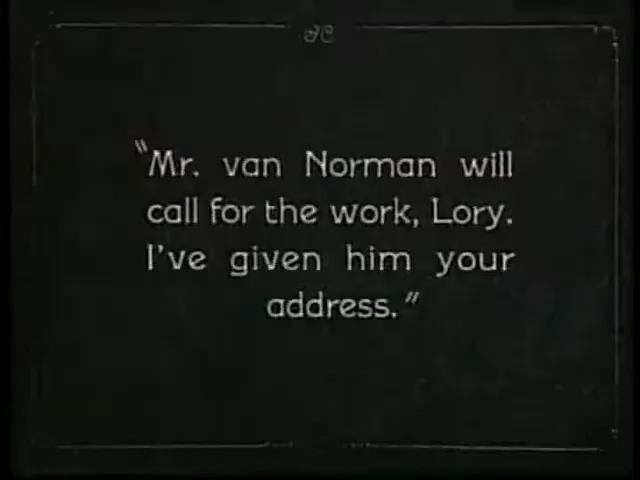 "Mr. van Norman will
call for the work, Lory.
I've given him your
address."